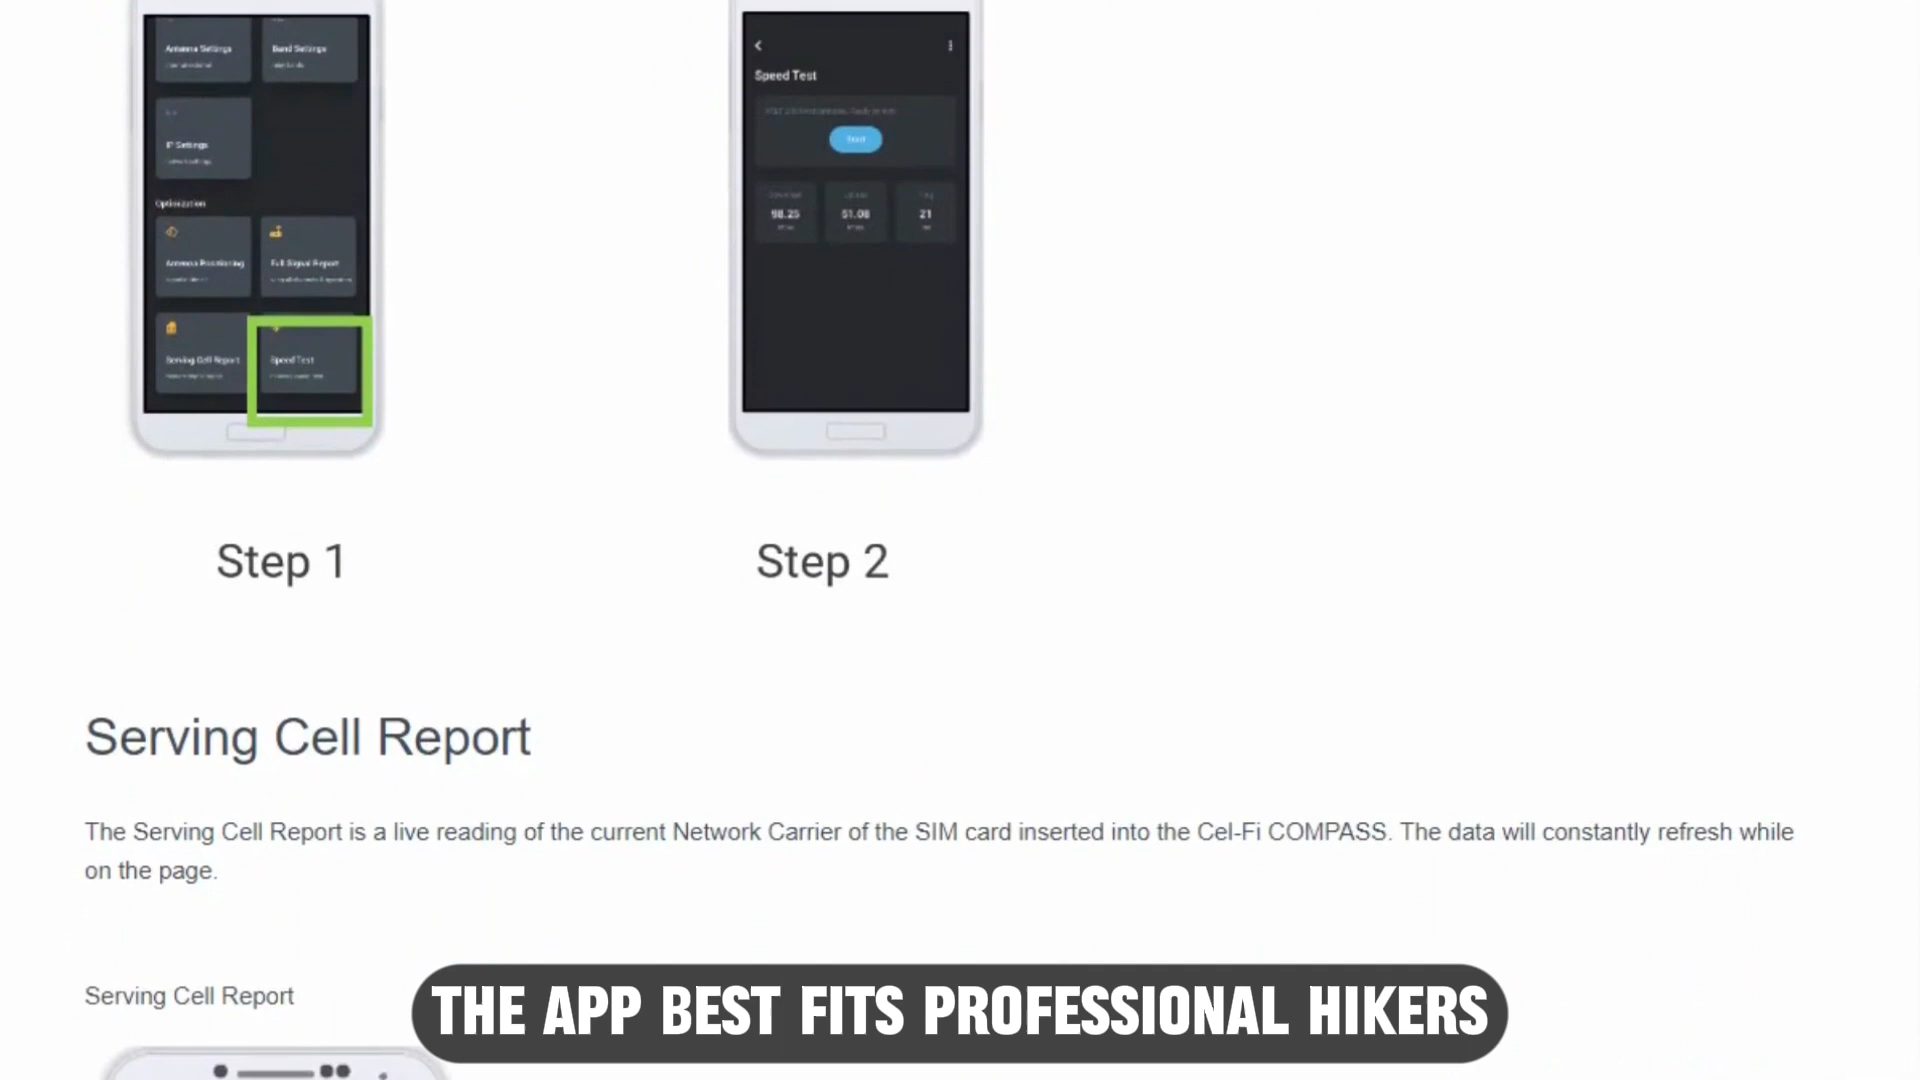 Antenna Settings
Band Settings
IP Settings
Optimization
Antenna Positioning
Full Signal Report
Serving Cell Report
Speed Test
Speed Test
98.25
51.08
21
Step 1
Step 2
Serving Cell Report
The Serving Cell Report is a live reading of the current Network Carrier of the SIM card inserted into the Cel-Fi COMPASS. The data will constantly refresh while
on the page.
Serving Cell Report
THE APP BEST FITS PROFESSIONAL HIKERS